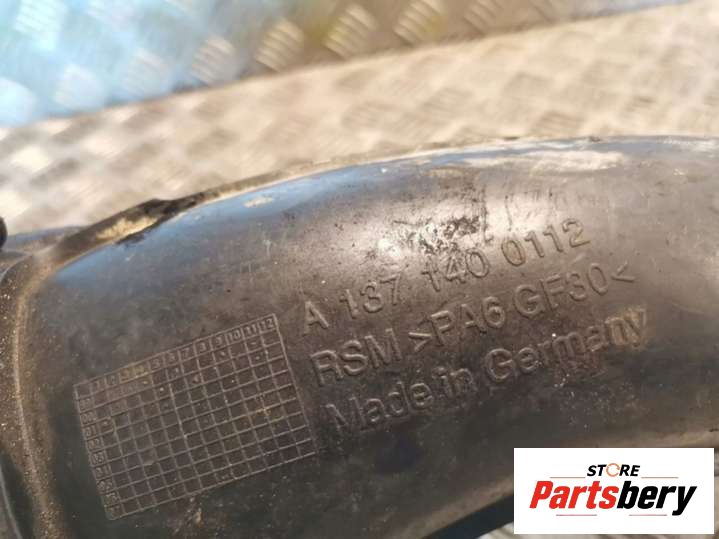 A 137 140 0112
RSM >PA6 GF30<
Made in Germany
STORE
Partsbery